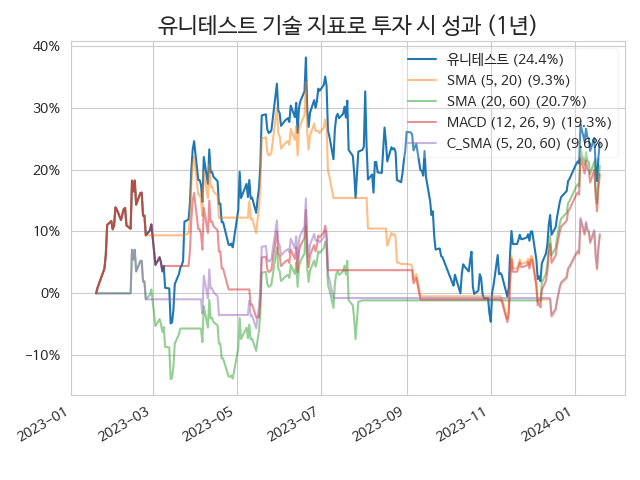 유니테스트 기술 지표로 투자 시 성과 (1년)
40%
30%
20%
10%
0%
−10%
유니테스트 (24.4%)
SMA (5, 20) (9.3%)
SMA (20, 60) (20.7%)
MACD (12, 26, 9) (19.3%)
C_SMA (5, 20, 60) (9.6%)
2023−01
2023−03
2023−05
2023−07
2023−09
2023−11
2024−01